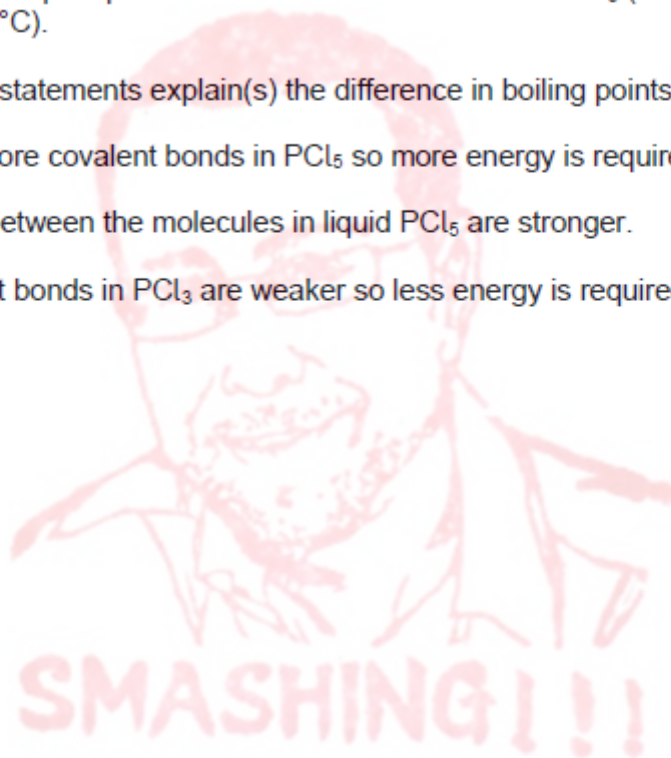 °C).
statements explain(s) the difference in boiling points
ore covalent bonds in PCl₅ so more energy is require
etween the molecules in liquid PCl₅ are stronger.
t bonds in PCl₃ are weaker so less energy is require
SMASHING!!!